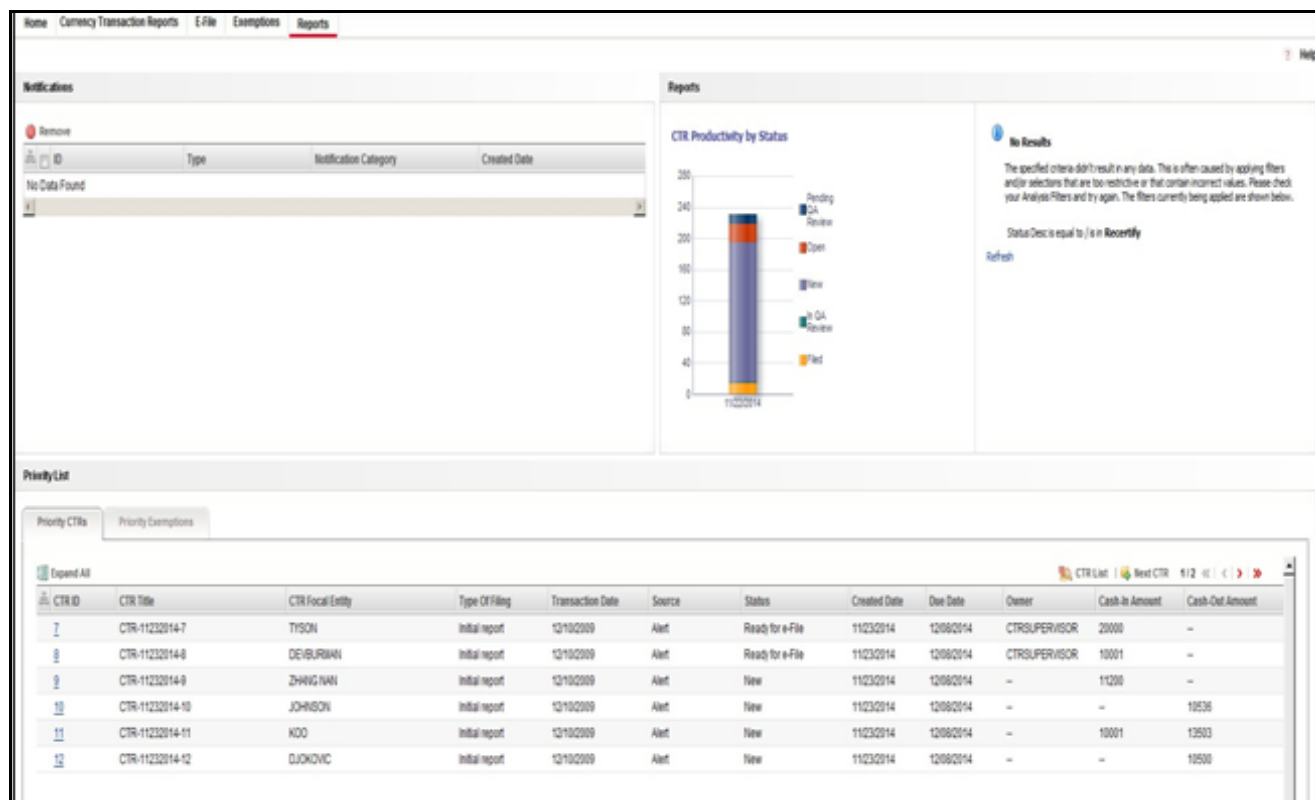 Home Currency Transaction Reports E-File Exemptions Reports
? Help
Notifications
Remove
ID Type Notification Category Created Date
No Data Found
Reports
CTR Productivity by Status
280
240
200
160
120
80
40
0
11/23/2014
Pending
QA
Review
Open
New
In QA
Review
Filed
No Results
The specified criteria didn't result in any data. This is often caused by applying filters
and/or selections that are too restrictive or that contain incorrect values. Please check
your Analysis Filters and try again. The filters currently being applied are shown below.
Status Desc is equal to / is in Recertify
Refresh
Priority List
Priority CTRs Priority Exemptions
Expand All
CTR List | Next CTR 1/2
CTR ID CTR Title CTR Focal Entity Type Of Filing Transaction Date Source Status Created Date Due Date Owner Cash-In Amount Cash-Out Amount
7 CTR-11232014-7 TYSON Initial report 12/10/2009 Alert Ready for e-File 11/23/2014 12/08/2014 CTRSUPERVISOR 20000 --
8 CTR-11232014-8 DEVBURMAN Initial report 12/10/2009 Alert Ready for e-File 11/23/2014 12/08/2014 CTRSUPERVISOR 10001 --
9 CTR-11232014-9 ZHANG NAN Initial report 12/10/2009 Alert New 11/23/2014 12/08/2014 -- 11200 --
10 CTR-11232014-10 JOHNSON Initial report 12/10/2009 Alert New 11/23/2014 12/08/2014 -- -- 10536
11 CTR-11232014-11 KOO Initial report 12/10/2009 Alert New 11/23/2014 12/08/2014 -- 10001 13503
12 CTR-11232014-12 DJOKOVIC Initial report 12/10/2009 Alert New 11/23/2014 12/08/2014 -- -- 10500